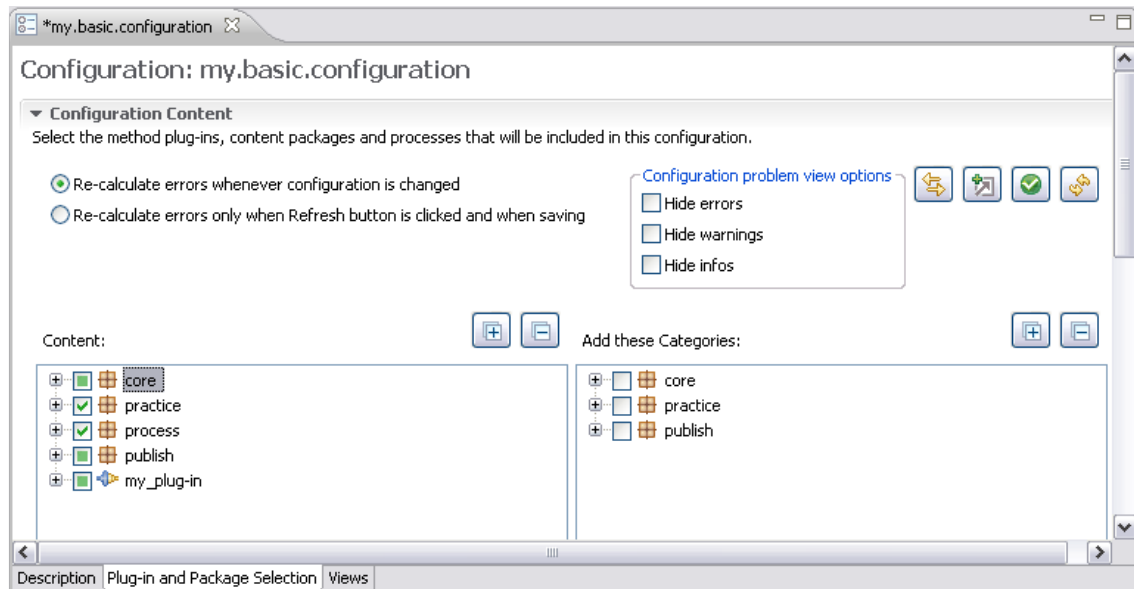 *my.basic.configuration
Configuration: my.basic.configuration
Configuration Content
Select the method plug-ins, content packages and processes that will be included in this configuration.
Re-calculate errors whenever configuration is changed
Re-calculate errors only when Refresh button is clicked and when saving
Configuration problem view options
Hide errors
Hide warnings
Hide infos
Content:
core
practice
process
publish
my_plug-in
Add these Categories:
core
practice
publish
Description Plug-in and Package Selection Views